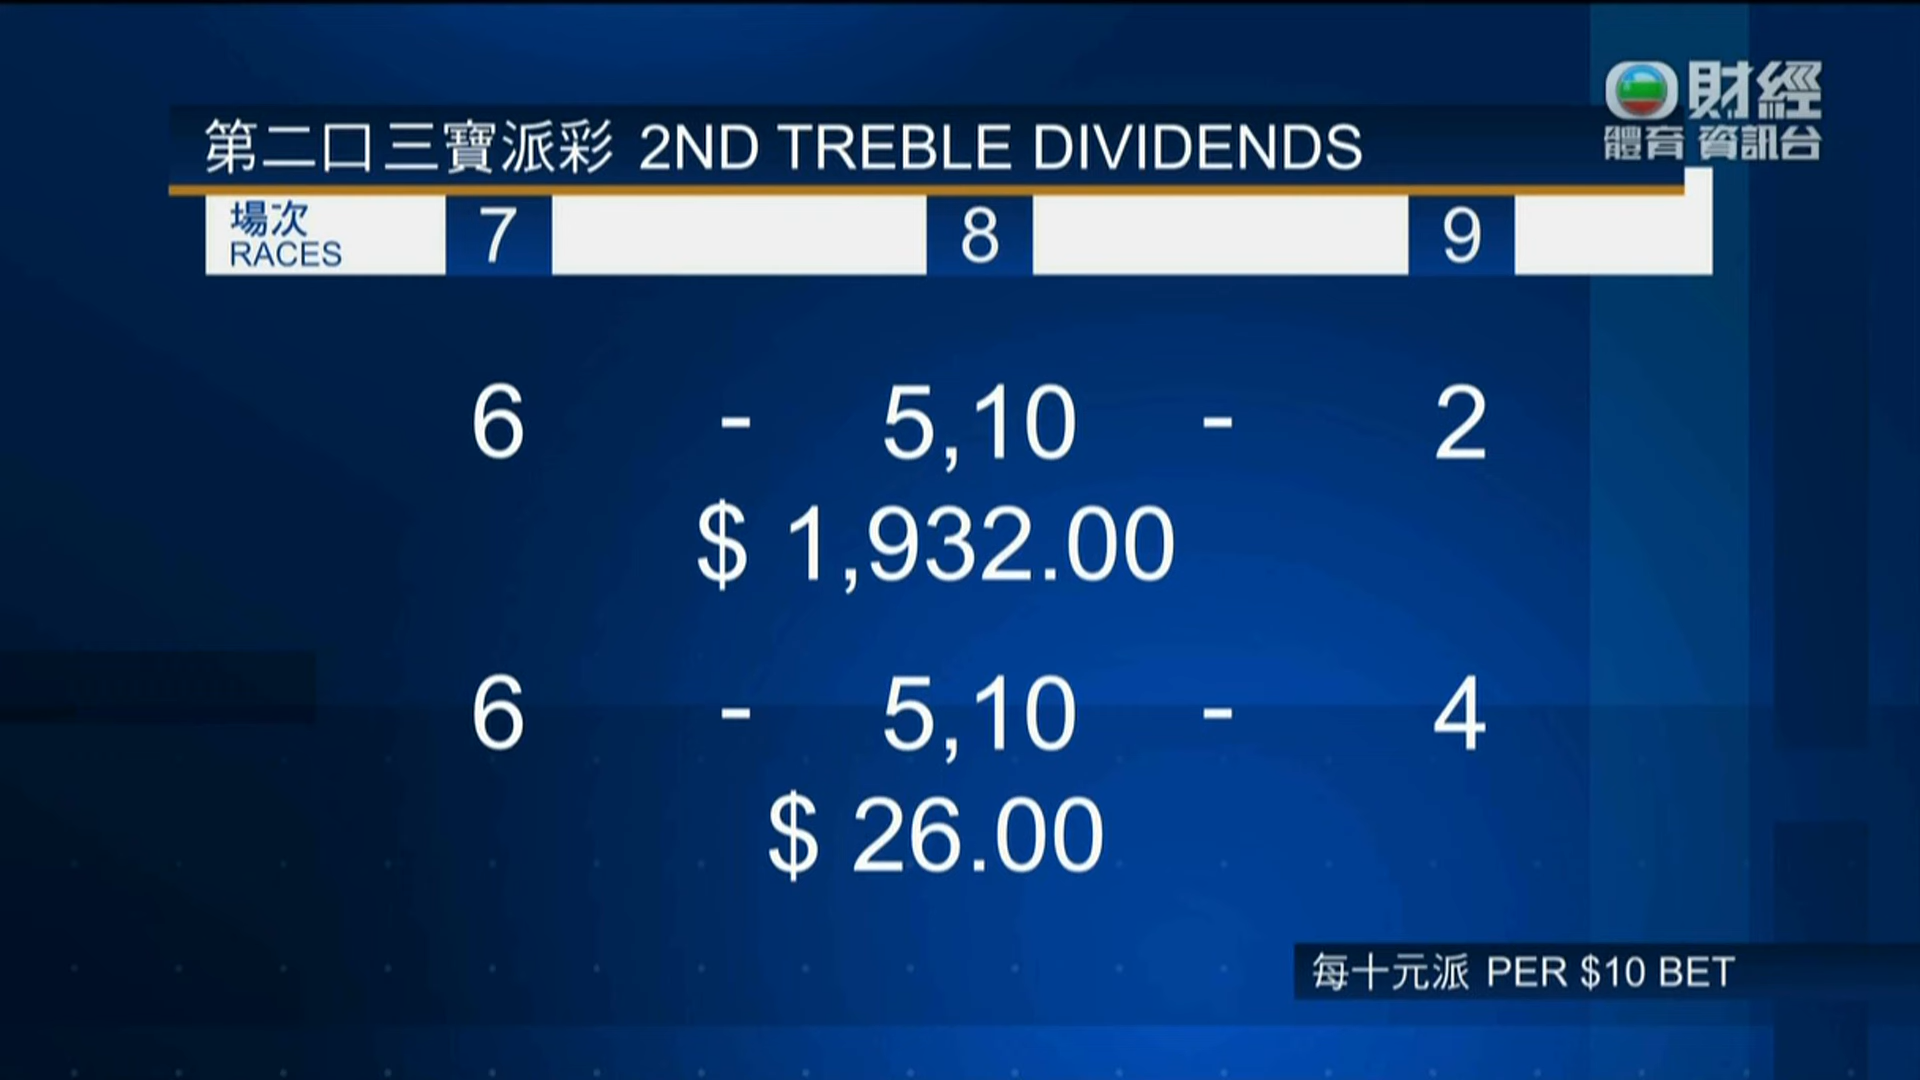 財經
體育 資訊台
第二口三寶派彩 2ND TREBLE DIVIDENDS
場次 7 8 9
RACES
6 - 5,10 - 2
$ 1,932.00
6 - 5,10 - 4
$ 26.00
每十元派 PER $10 BET